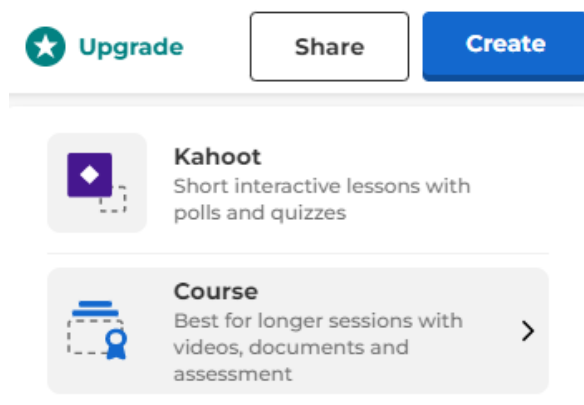 Upgrade
Share
Create
Kahoot
Short interactive lessons with
polls and quizzes
Course
Best for longer sessions with
videos, documents and
assessment